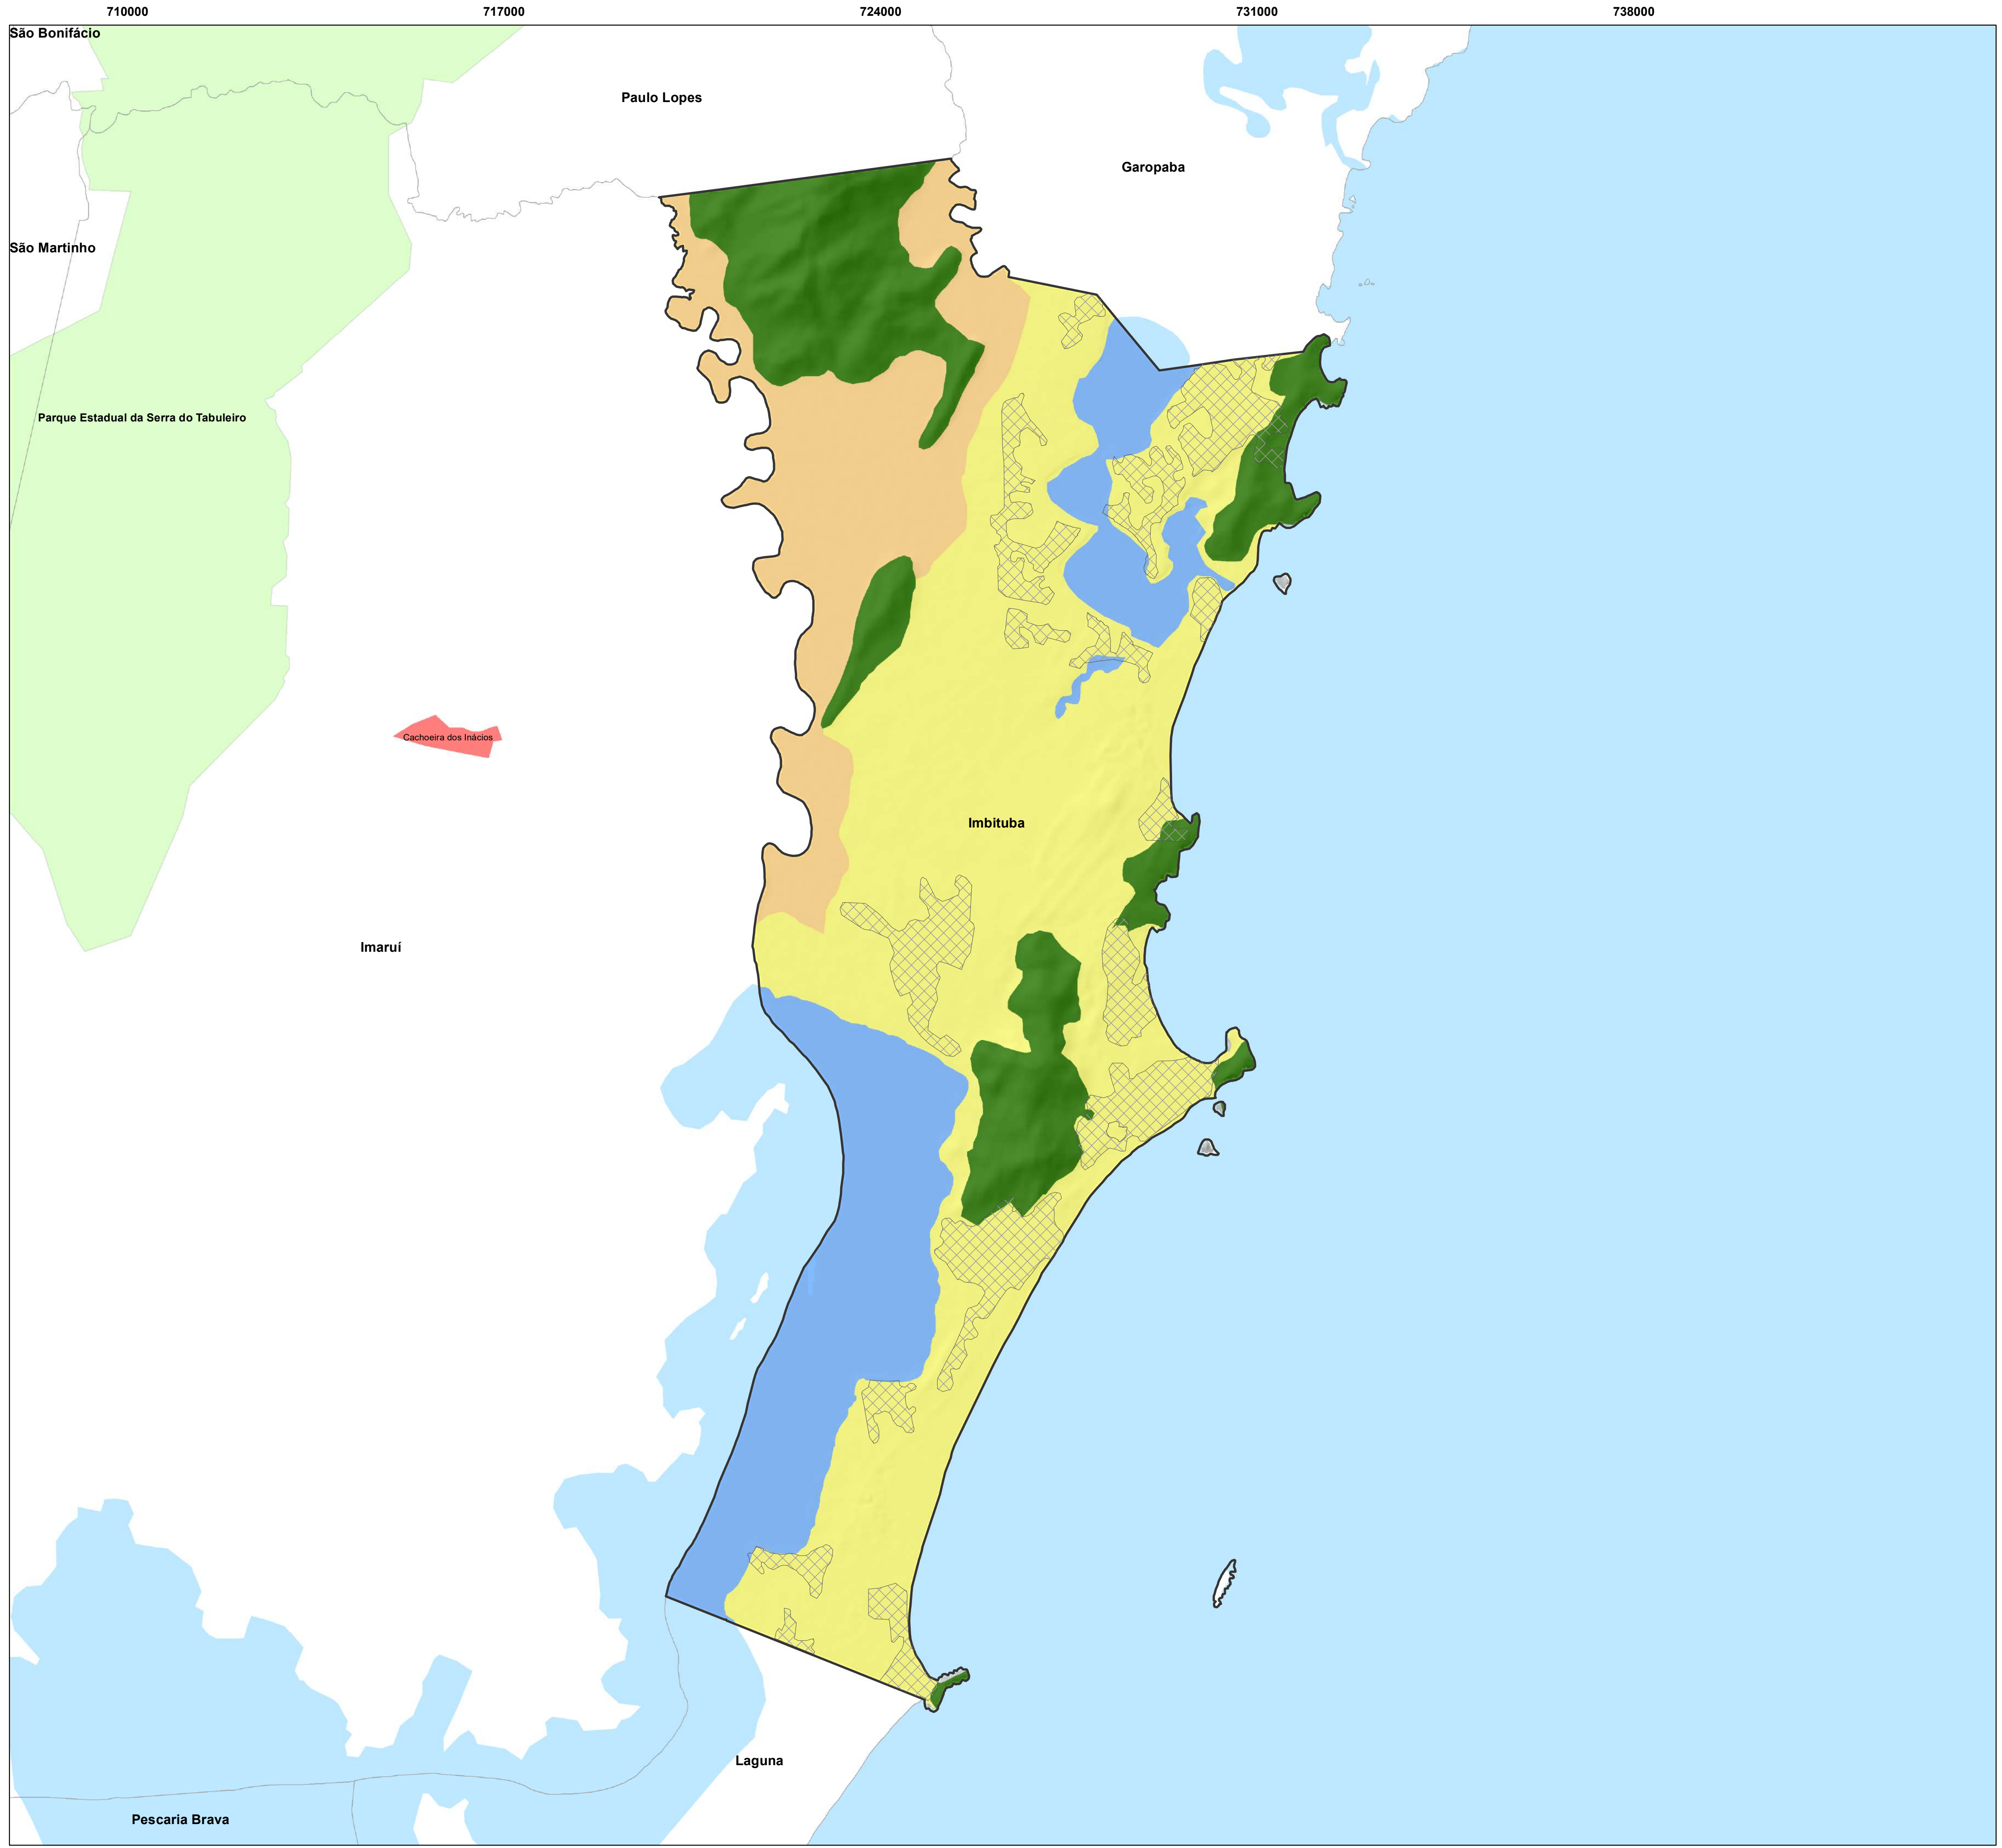 710000 717000 724000 731000 738000
São Bonifácio
Paulo Lopes
Garopaba
São Martinho
Parque Estadual da Serra do Tabuleiro
Cachoeira dos Inácios
Imbituba
Imaruí
Laguna
Pescaria Brava